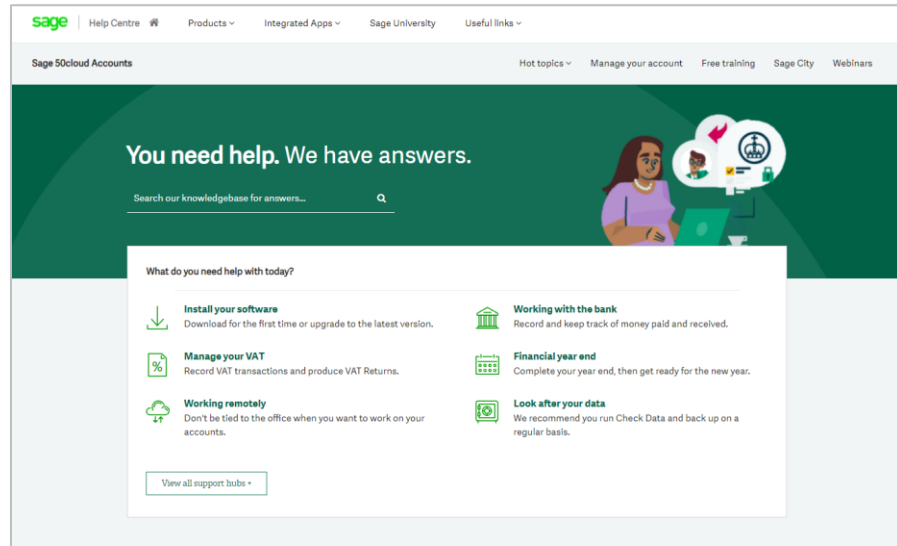 sage Help Centre Products Integrated Apps Sage University Useful links
Sage 50cloud Accounts Hot topics Manage your account Free training Sage City Webinars
You need help. We have answers.
Search our knowledgebase for answers...
What do you need help with today?
Install your software
Download for the first time or upgrade to the latest version.
Working with the bank
Record and keep track of money paid and received.
Manage your VAT
Record VAT transactions and produce VAT Returns.
Financial year end
Complete your year end, then get ready for the new year.
Working remotely
Don't be tied to the office when you want to work on your
accounts.
Look after your data
We recommend you run Check Data and back up on a
regular basis.
View all support hubs +